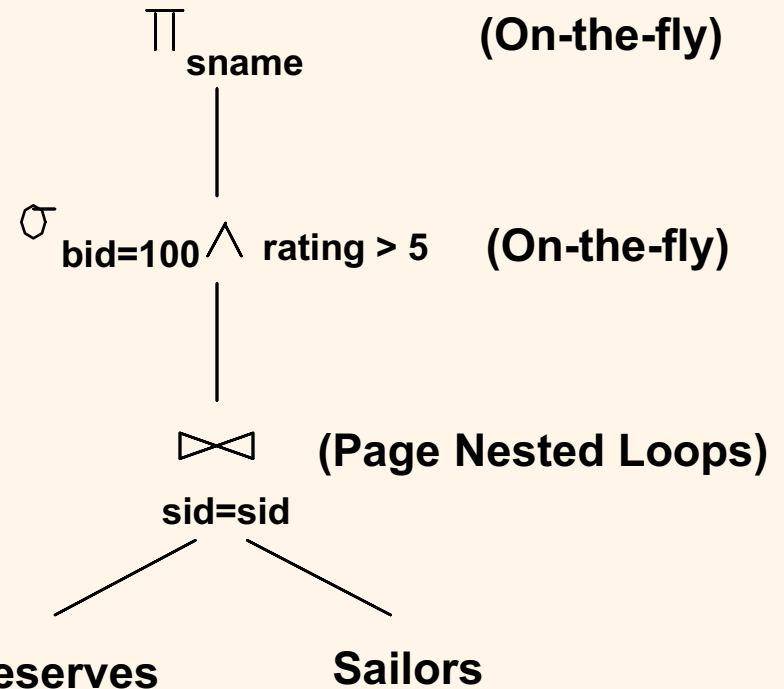 π sname (On-the-fly)
σ bid=100 ∧ rating > 5 (On-the-fly)
⋈ (Page Nested Loops)
sid=sid
eserves Sailors